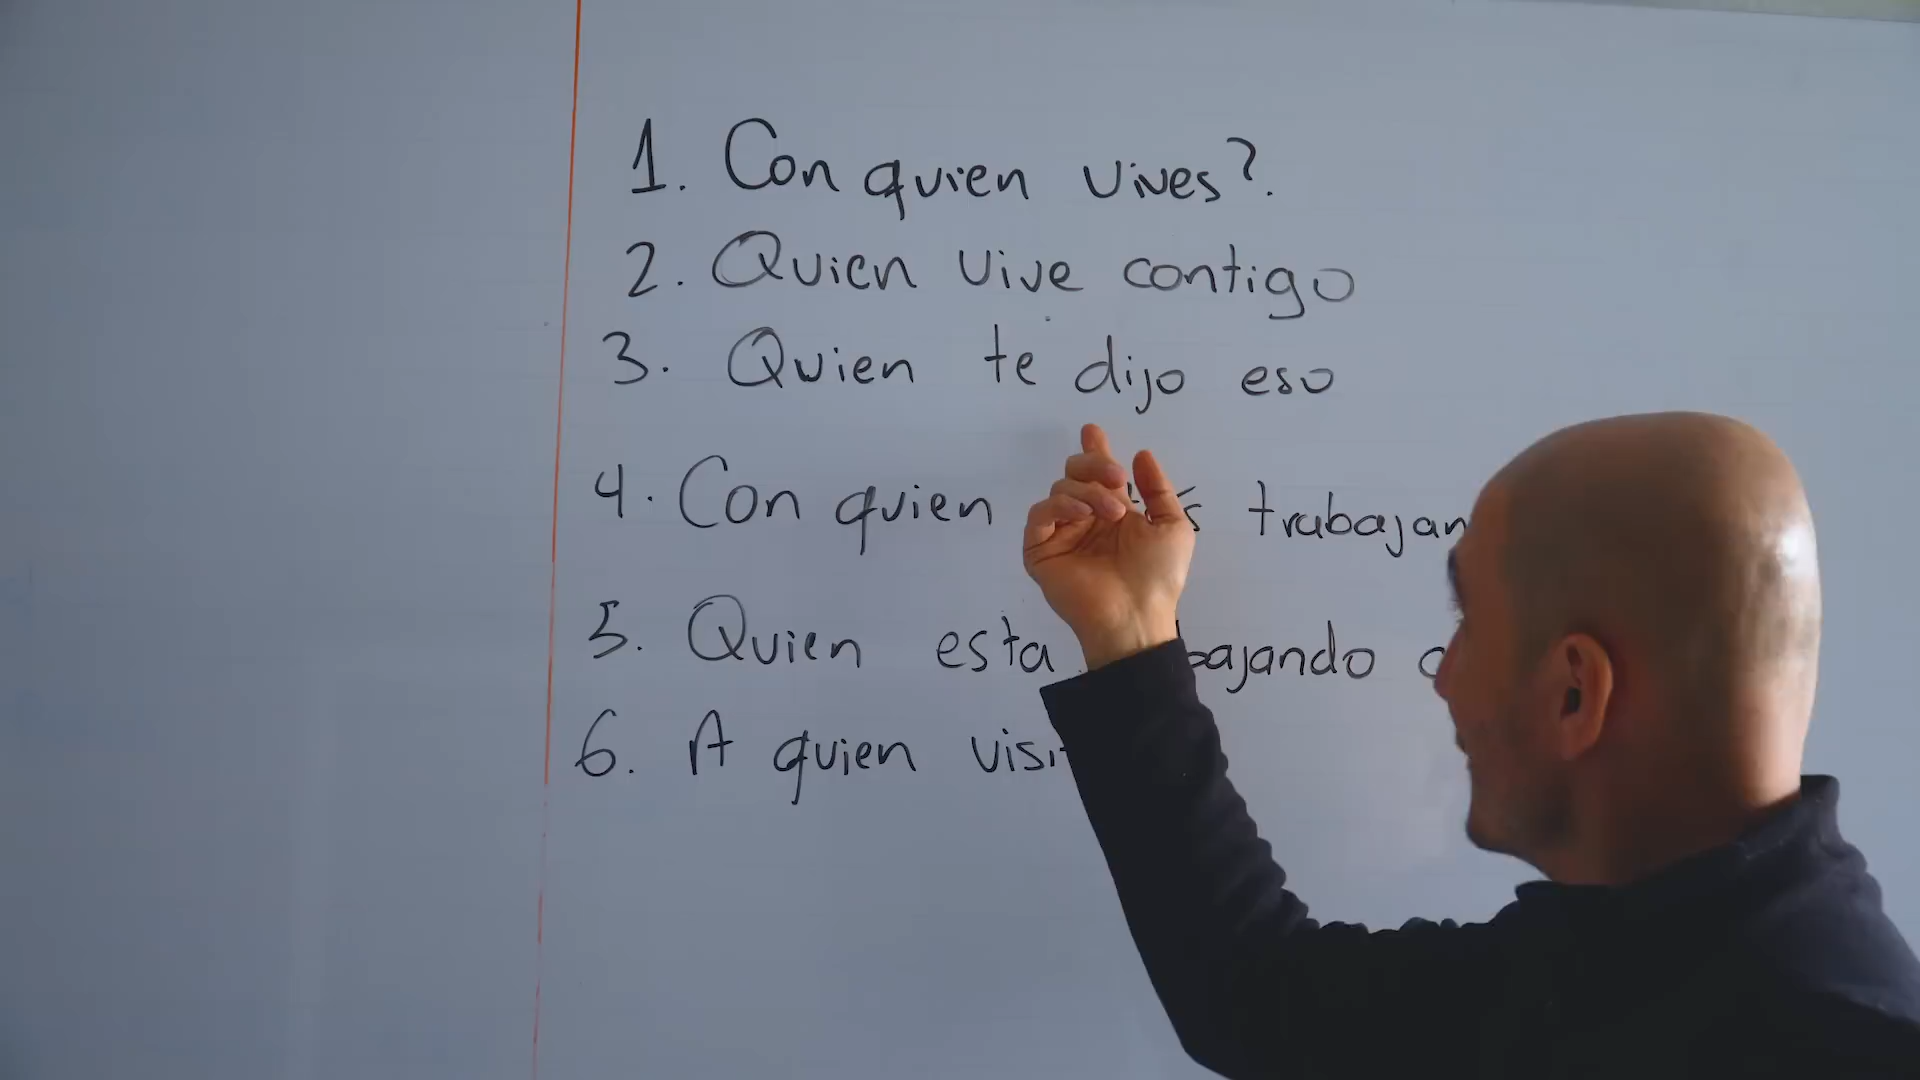 1. Con quien vives?.
2. Quien vive contigo
3. Quien te dijo eso
4. Con quien trabajan
5. Quien esta bajando
6. A quien